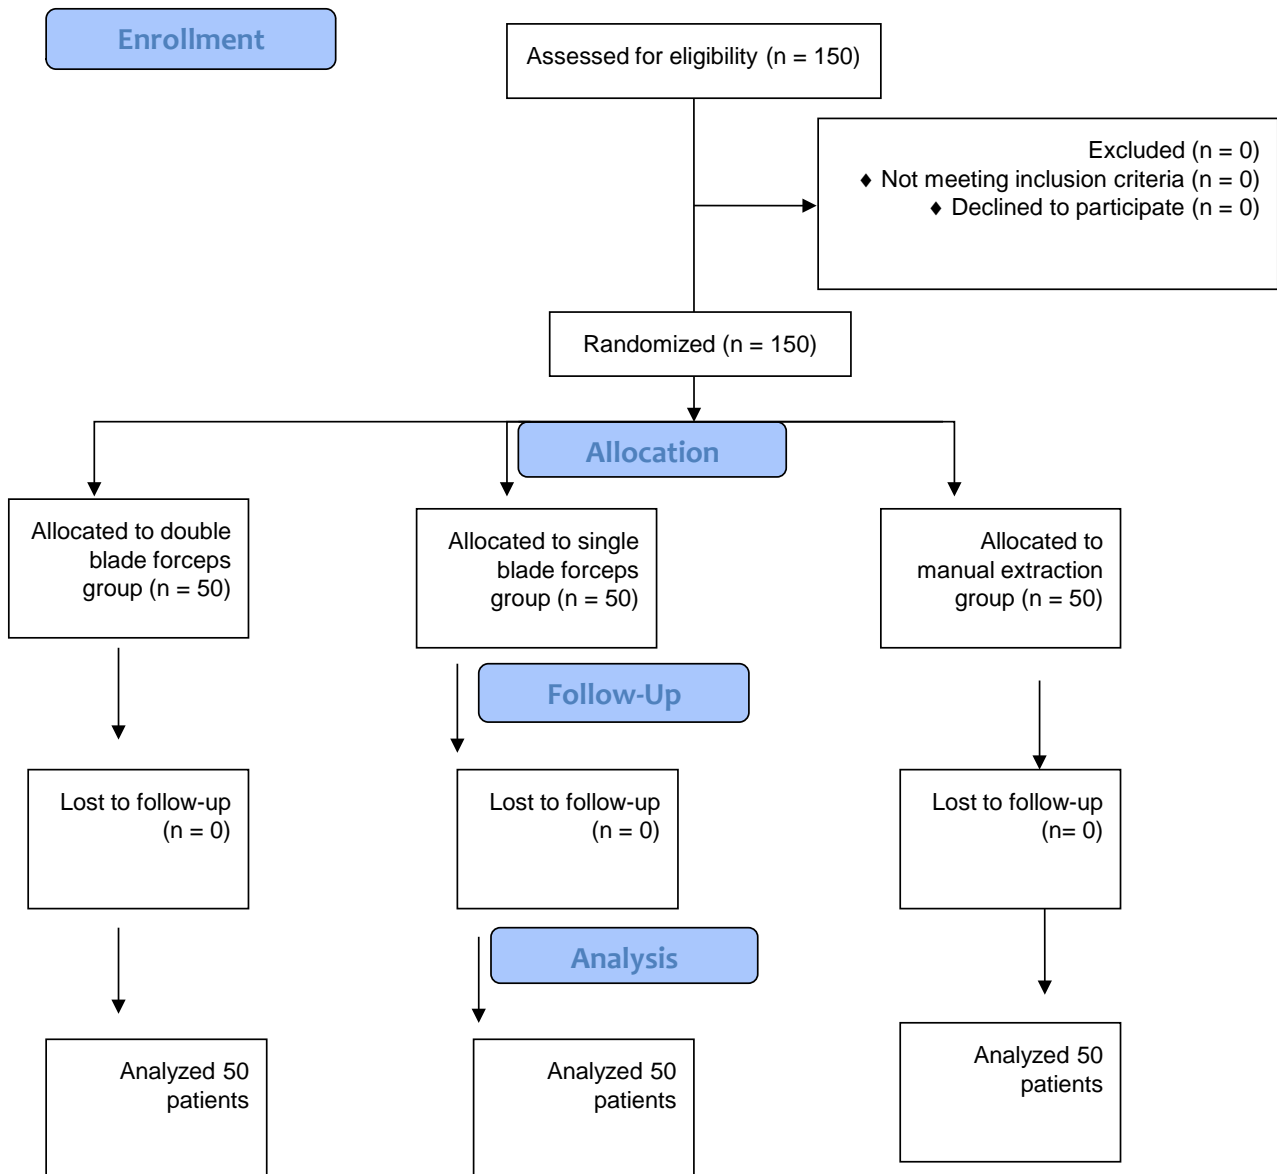 Enrollment
Assessed for eligibility (n = 150)
Excluded (n = 0)
♦ Not meeting inclusion criteria (n = 0)
♦ Declined to participate (n = 0)
Randomized (n = 150)
Allocation
Allocated to double
blade forceps
group (n = 50)
Allocated to single
blade forceps
group (n = 50)
Allocated to
manual extraction
group (n = 50)
Follow-Up
Lost to follow-up
(n = 0)
Lost to follow-up
(n = 0)
Lost to follow-up
(n= 0)
Analysis
Analyzed 50
patients
Analyzed 50
patients
Analyzed 50
patients